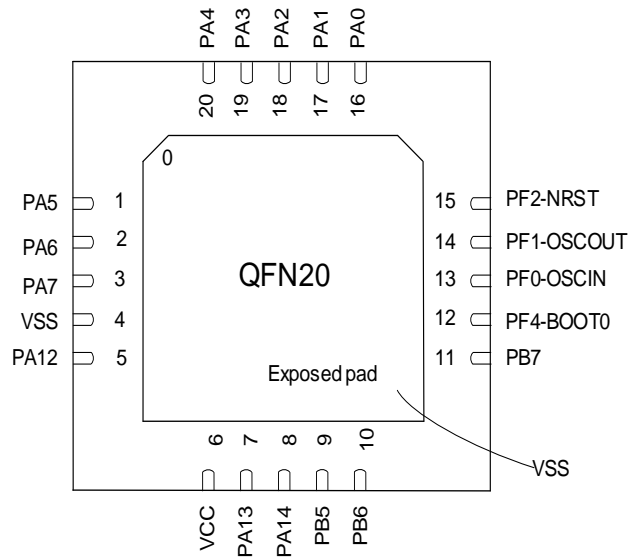 PA4 PA3 PA2 PA1 PA0
20 19 18 17 16
0
PA5 1
PA6 2
PA7 3
VSS 4
PA12 5
QFN20
Exposed pad
15 PF2-NRST
14 PF1-OSCOUT
13 PF0-OSCIN
12 PF4-BOOT0
11 PB7
6 7 8 9 10
VCC PA13 PA14 PB5 PB6
VSS